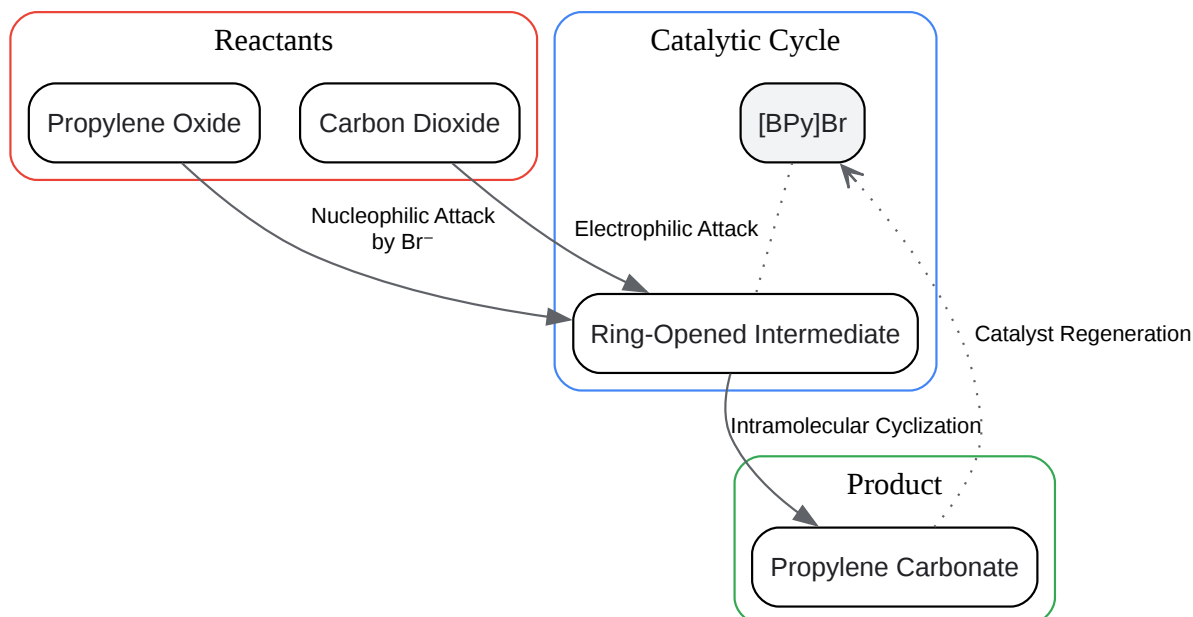 Reactants
Catalytic Cycle
Propylene Oxide
Carbon Dioxide
[BPy]Br
Nucleophilic Attack
by Br⁻
Electrophilic Attack
Ring-Opened Intermediate
Catalyst Regeneration
Intramolecular Cyclization
Product
Propylene Carbonate